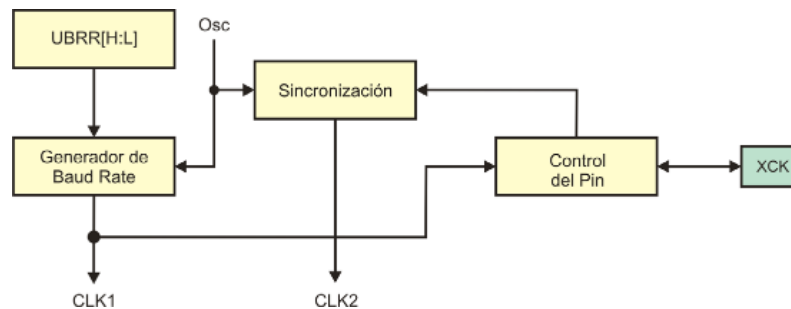 UBRR[H:L]
Osc
Sincronización
Generador de
Baud Rate
Control
del Pin
XCK
CLK1
CLK2